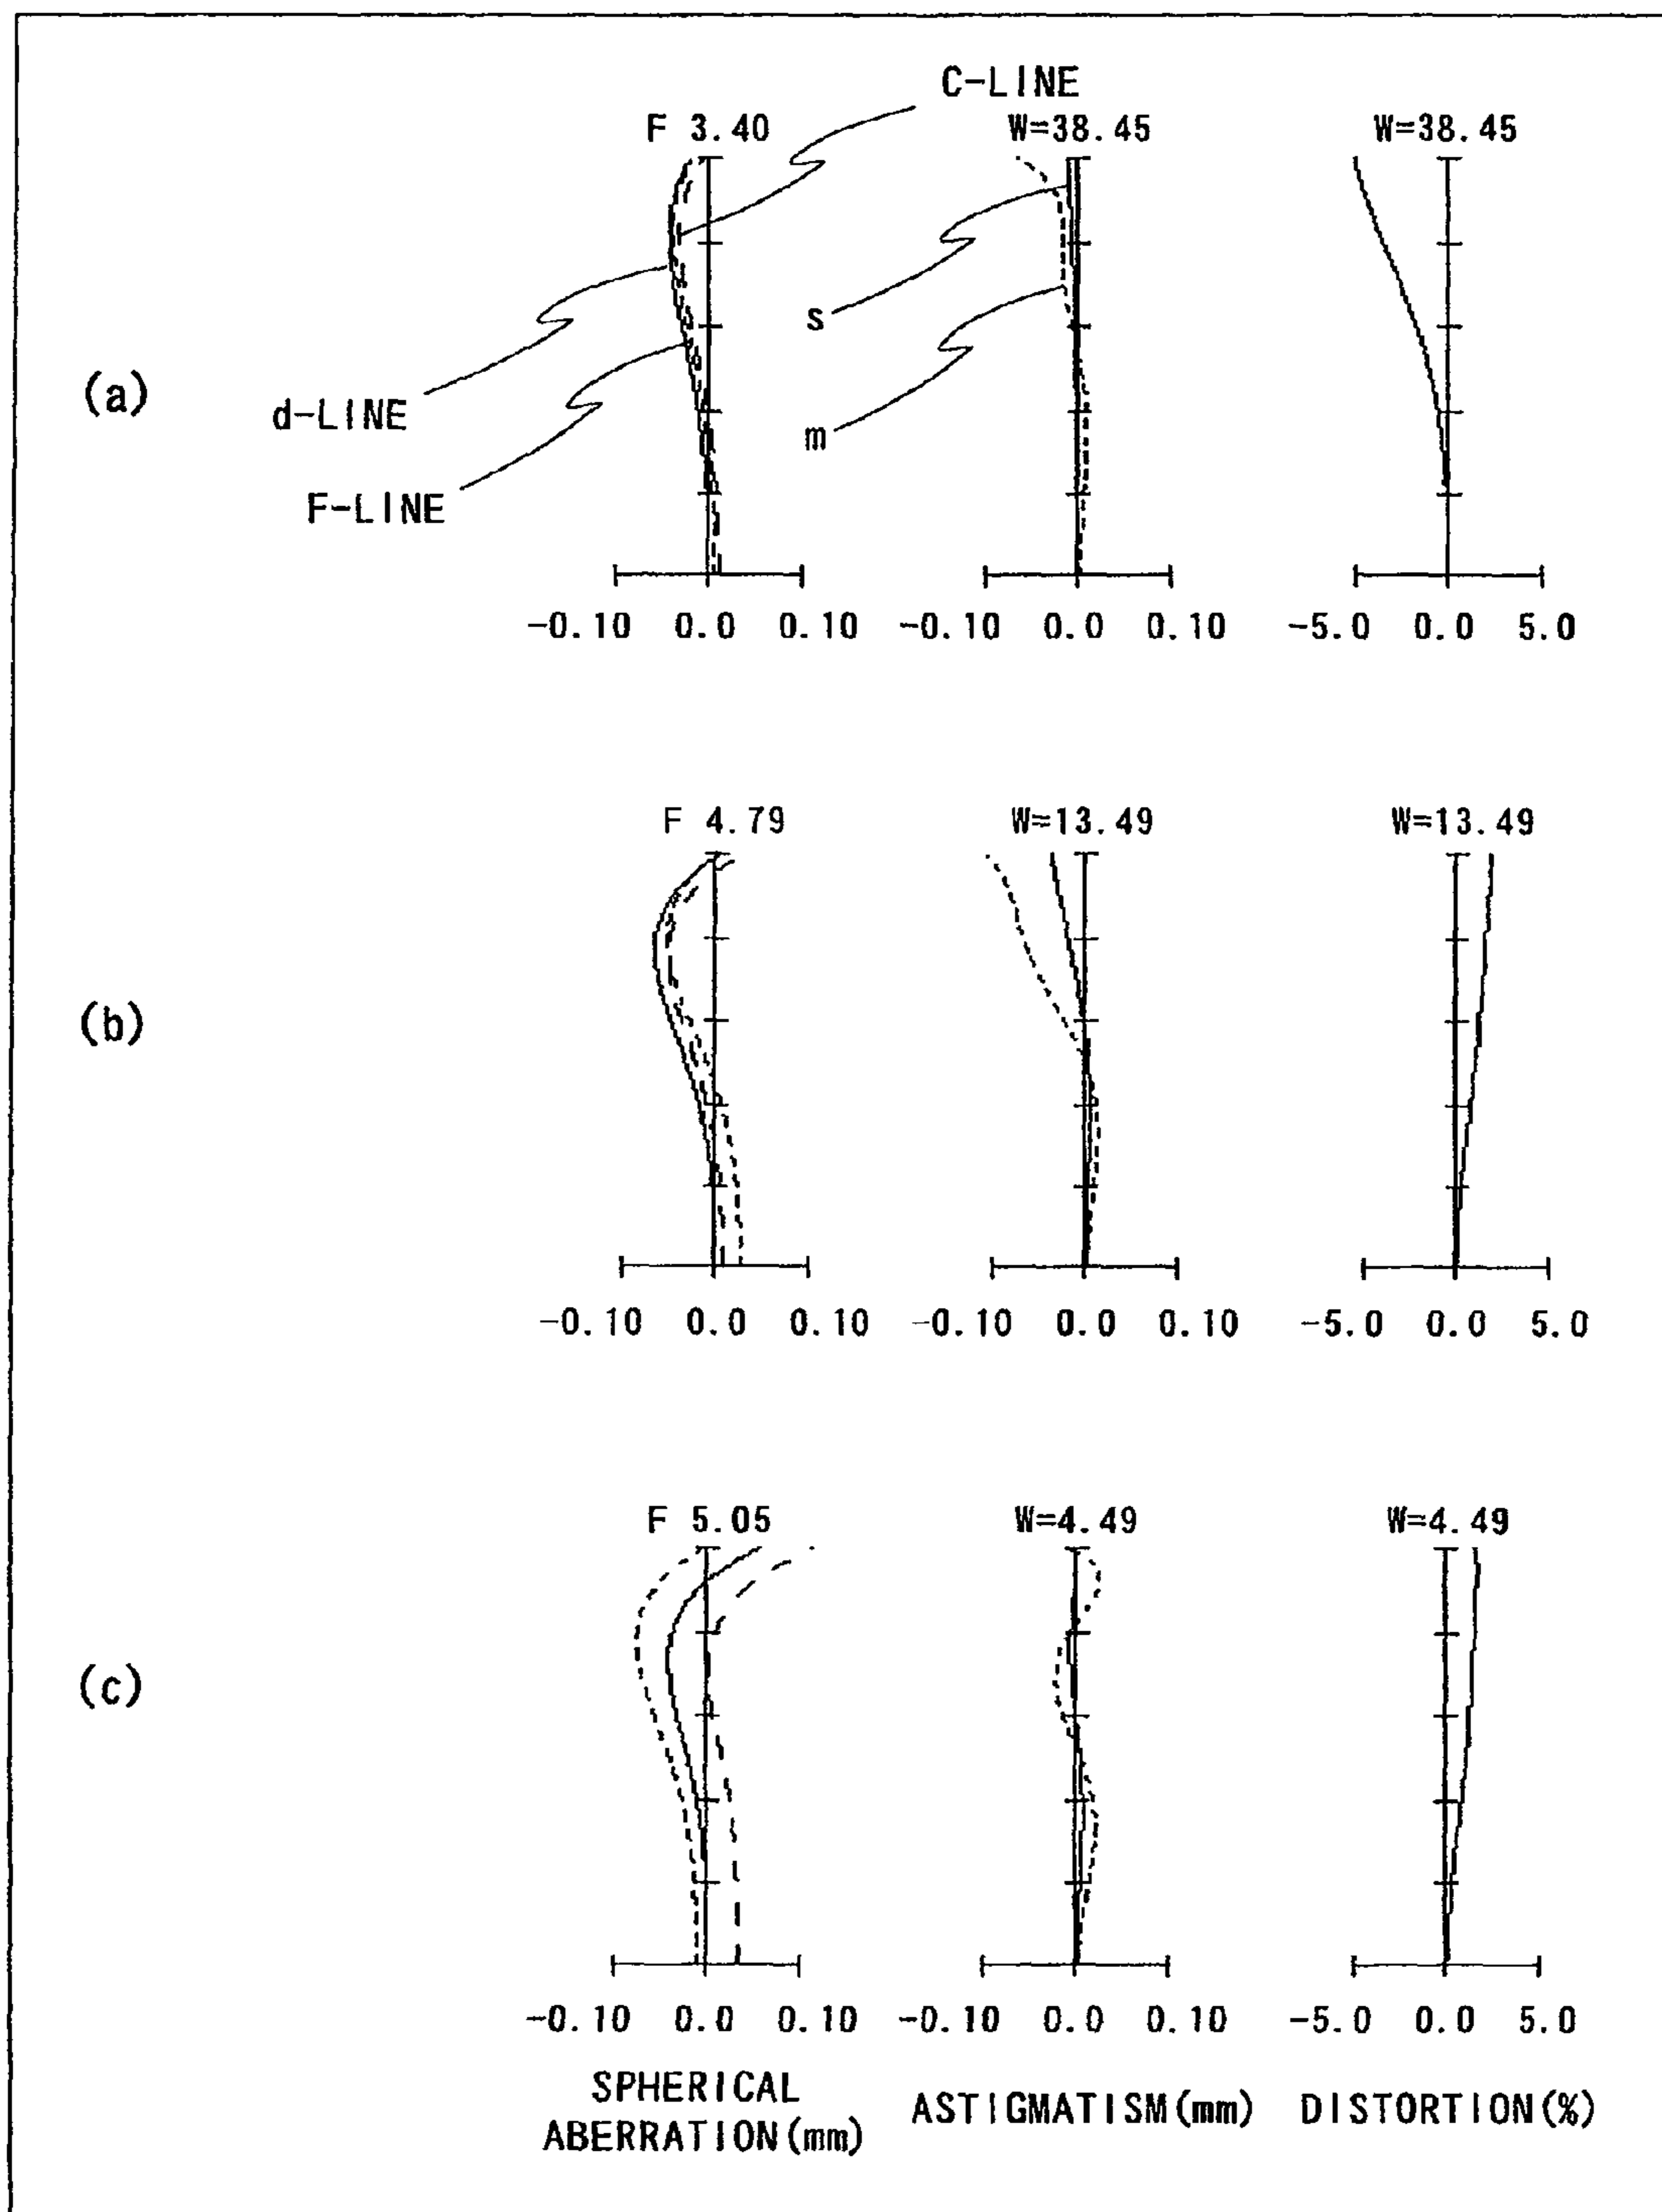 C-LINE
F 3.40 W=38.45 W=38.45
s
(a)
d-LINE
m
F-LINE
-0.10 0.0 0.10 -0.10 0.0 0.10 -5.0 0.0 5.0
F 4.79 W=13.49 W=13.49
(b)
-0.10 0.0 0.10 -0.10 0.0 0.10 -5.0 0.0 5.0
F 5.05 W=4.49 W=4.49
(c)
-0.10 0.0 0.10 -0.10 0.0 0.10 -5.0 0.0 5.0
SPHERICAL
ABERRATION(mm) ASTIGMATISM(mm) DISTORTION(%)